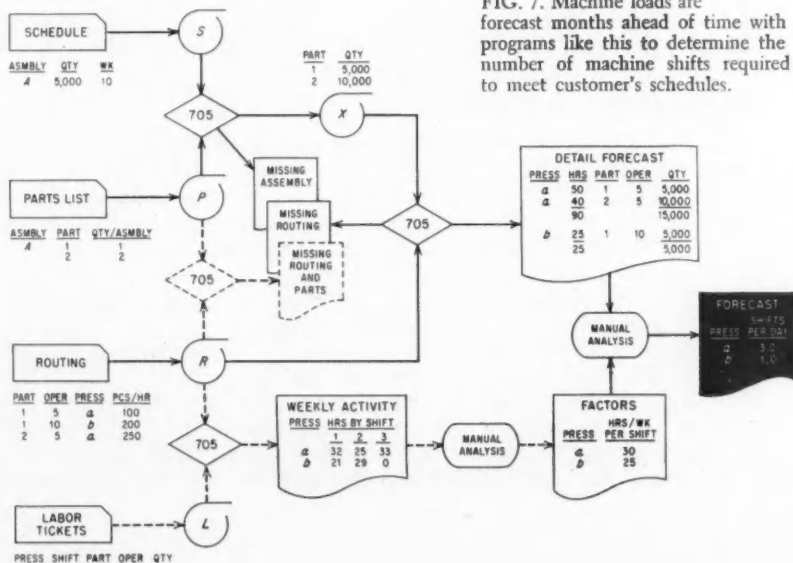 FIG. 7. Machine loads are
forecast months ahead of time with
programs like this to determine the
number of machine shifts required
to meet customer's schedules.
SCHEDULE
S
ASMBLY QTY WK
A 5,000 10
705
PART QTY
1 5,000
2 10,000
X
PARTS LIST
P
ASMBLY PART QTY/ASMBLY
A 1 1
2 2
MISSING
ASSEMBLY
MISSING
ROUTING
MISSING
ROUTING
AND
PARTS
705
705
DETAIL FORECAST
PRESS HRS PART OPER QTY
a 50 1 5 5,000
a 40 2 5 10,000
90 15,000
b 25 1 10 5,000
25 5,000
MANUAL
ANALYSIS
FORECAST
SHIFTS
PRESS PER DAY
a 3.0
b 1.0
ROUTING
R
PART OPER PRESS PCS/HR
1 5 a 100
1 10 b 200
2 5 a 250
705
WEEKLY ACTIVITY
PRESS HRS BY SHIFT
1 2 3
a 32 25 33
b 21 29 0
MANUAL
ANALYSIS
FACTORS
HRS/WK
PRESS PER SHIFT
a 30
b 25
LABOR
TICKETS
L
PRESS SHIFT PART OPER QTY